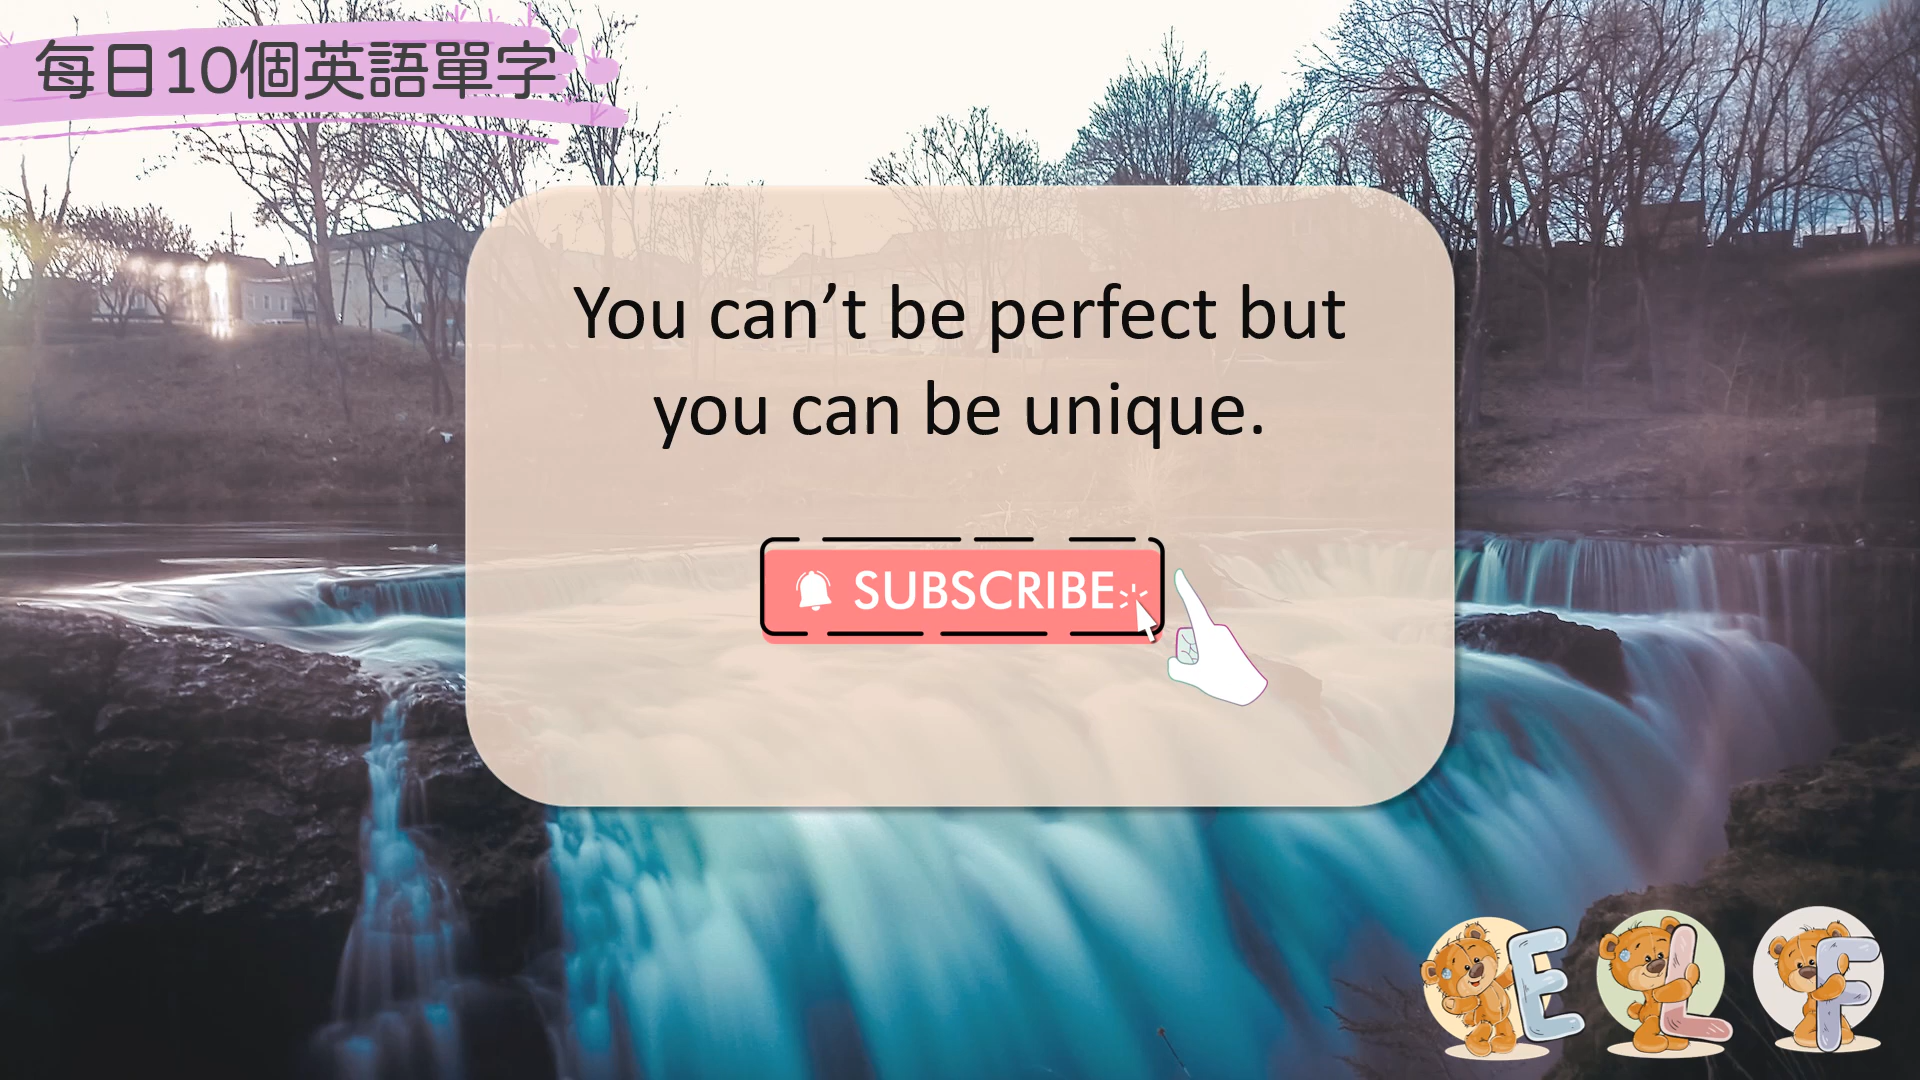 每日10個英語單字
You can’t be perfect but
you can be unique.
SUBSCRIBE
E L F